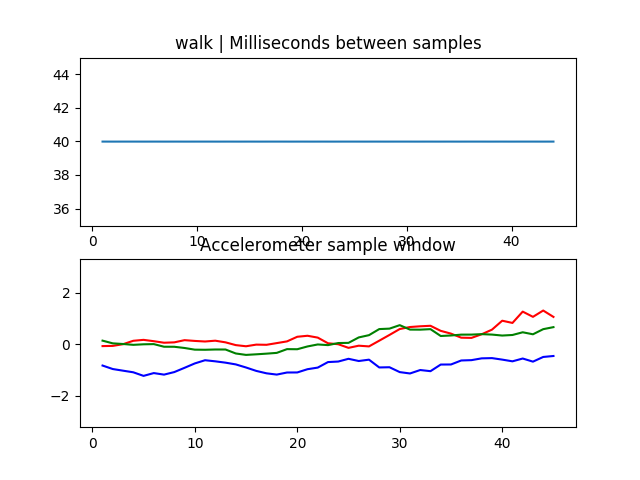 walk | Milliseconds between samples
44
42
40
38
36
0 10 20 30 40
Accelerometer sample window
2
0
−2
0 10 20 30 40